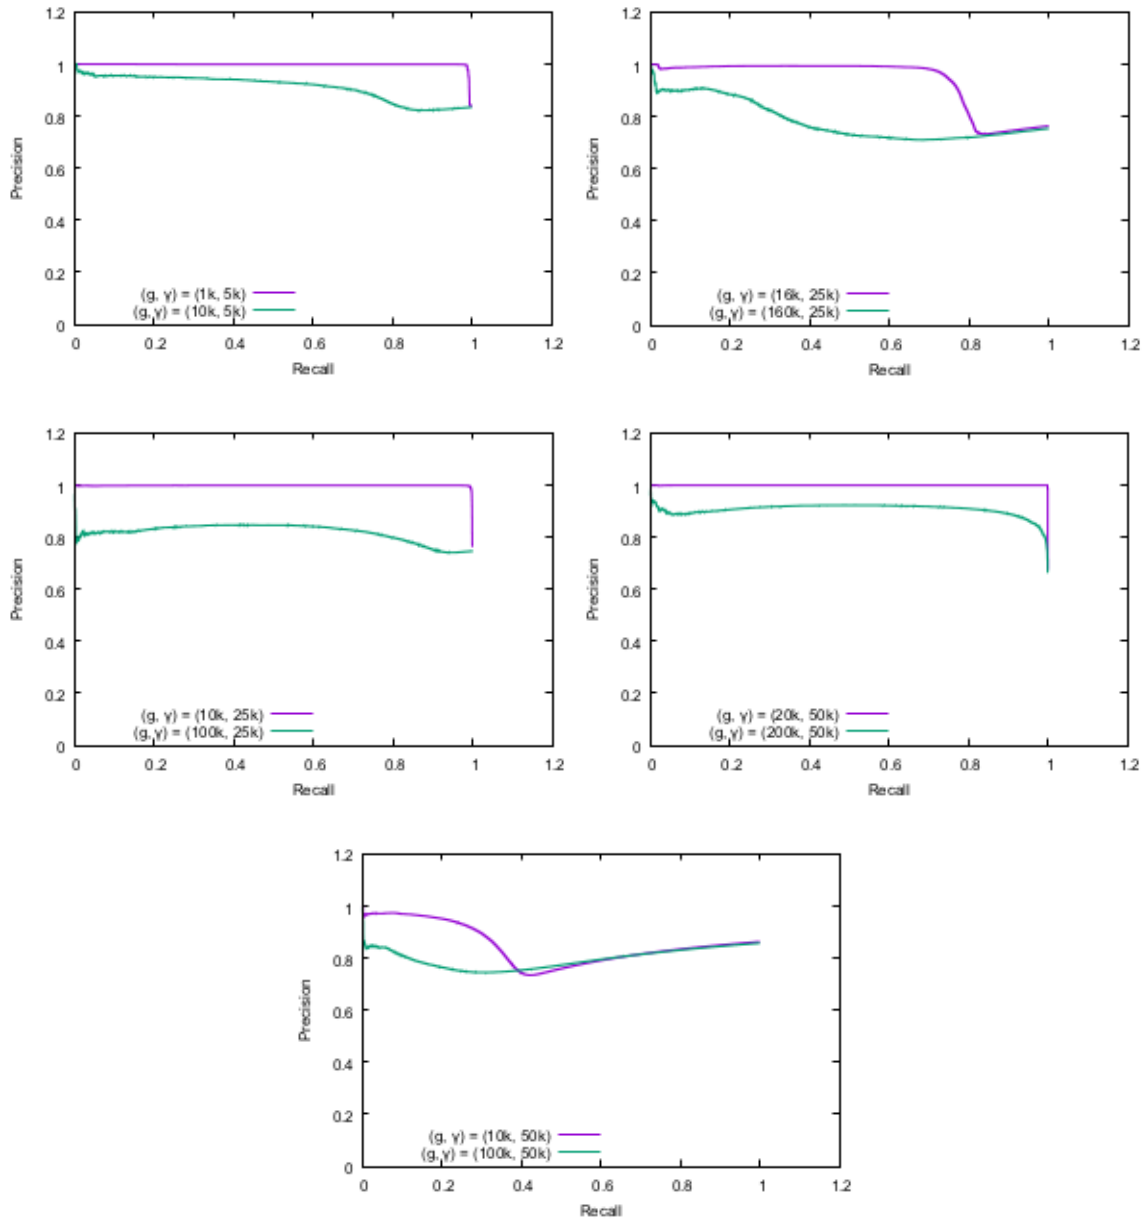 1.2
1
0.8
0.6
0.4
0.2
0
Precision
(g, γ) = (1k, 5k)
(g, γ) = (10k, 5k)
0 0.2 0.4 0.6 0.8 1 1.2
Recall
1.2
1
0.8
0.6
0.4
0.2
0
Precision
(g, γ) = (16k, 25k)
(g, γ) = (160k, 25k)
0 0.2 0.4 0.6 0.8 1 1.2
Recall
1.2
1
0.8
0.6
0.4
0.2
0
Precision
(g, γ) = (10k, 25k)
(g, γ) = (100k, 25k)
0 0.2 0.4 0.6 0.8 1 1.2
Recall
1.2
1
0.8
0.6
0.4
0.2
0
Precision
(g, γ) = (20k, 50k)
(g, γ) = (200k, 50k)
0 0.2 0.4 0.6 0.8 1 1.2
Recall
1.2
1
0.8
0.6
0.4
0.2
0
Precision
(g, γ) = (10k, 50k)
(g, γ) = (100k, 50k)
0 0.2 0.4 0.6 0.8 1 1.2
Recall